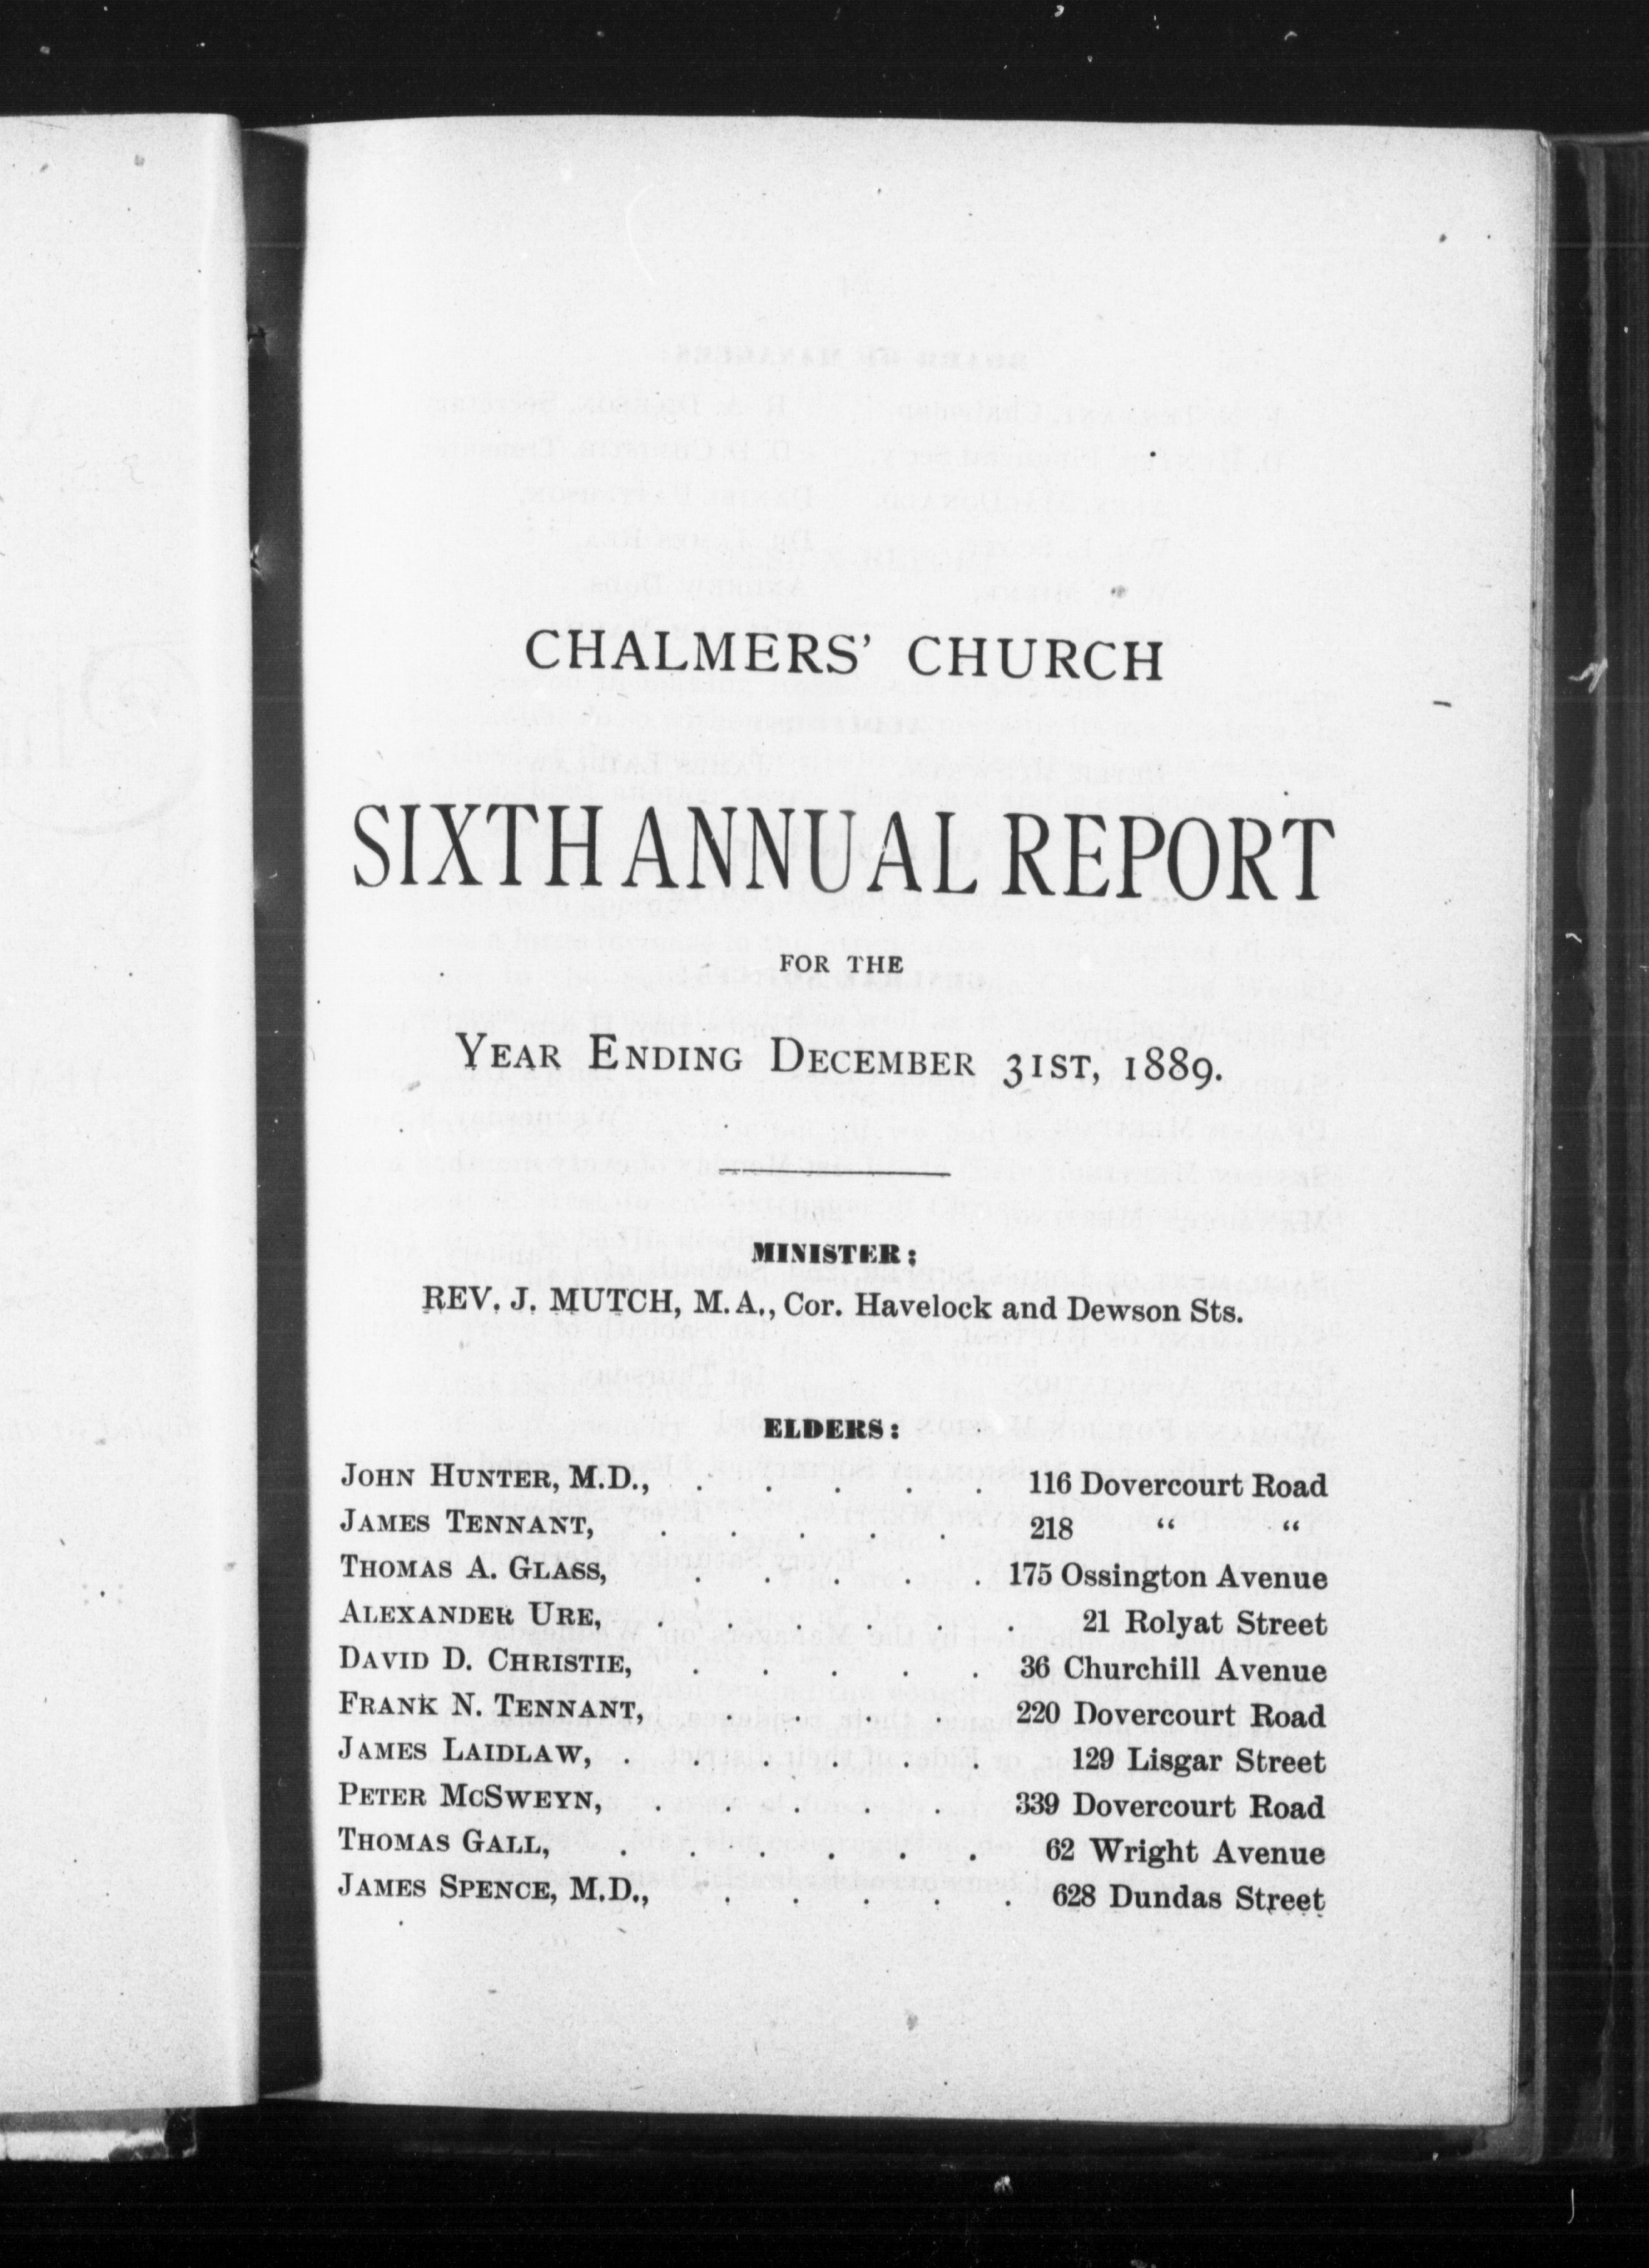 CHALMERS' CHURCH
SIXTH ANNUAL REPORT
FOR THE
YEAR ENDING DECEMBER 31ST, 1889.
MINISTER:
REV. J. MUTCH, M.A., Cor. Havelock and Dewson Sts.
ELDERS:
JOHN HUNTER, M.D., . . . . . 116 Dovercourt Road
JAMES TENNANT, . . . . . 218 “ “
THOMAS A. GLASS, . . . . . 175 Ossington Avenue
ALEXANDER URE, . . . . . . 21 Rolyat Street
DAVID D. CHRISTIE, . . . . . 36 Churchill Avenue
FRANK N. TENNANT, . . . . 220 Dovercourt Road
JAMES LAIDLAW, . . . . . . 129 Lisgar Street
PETER MCSWEYN, . . . . . 339 Dovercourt Road
THOMAS GALL, . . . . . . 62 Wright Avenue
JAMES SPENCE, M.D., . . . . . 628 Dundas Street